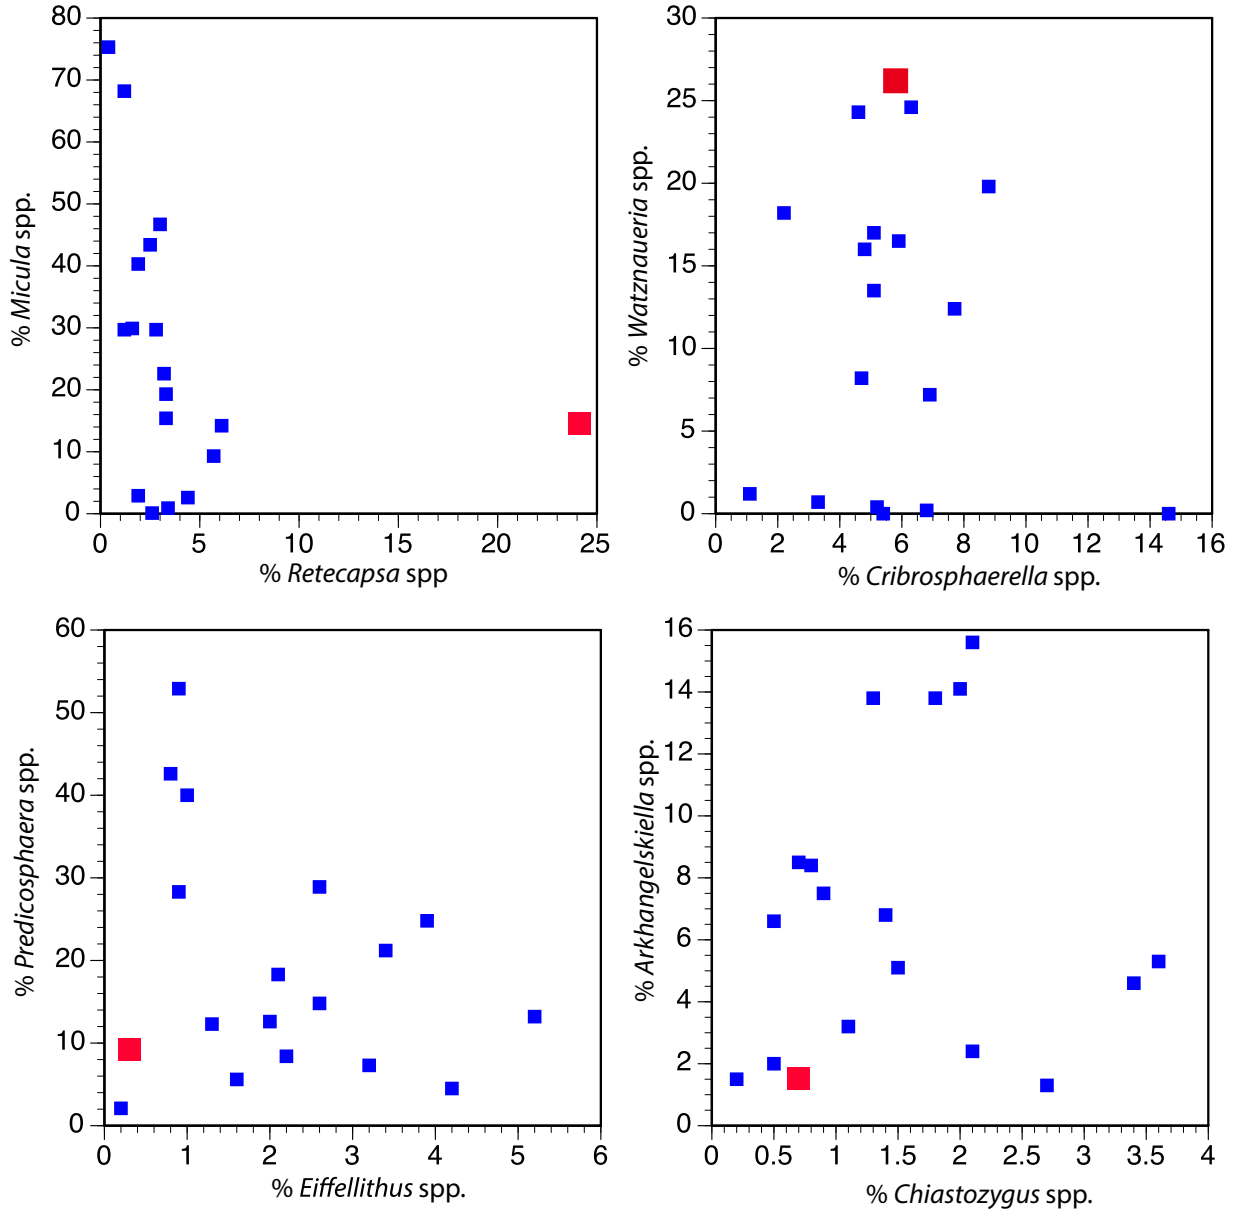 80
70
60
50
40
30
20
10
0
% Micula spp.
0 5 10 15 20 25
% Retecapsa spp
30
25
20
15
10
5
0
% Watznaueria spp.
0 2 4 6 8 10 12 14 16
% Cribrosphaerella spp.
60
50
40
30
20
10
0
% Predicosphaera spp.
0 1 2 3 4 5 6
% Eiffellithus spp.
16
14
12
10
8
6
4
2
0
% Arkhangelskiella spp.
0 0.5 1 1.5 2 2.5 3 3.5 4
% Chiastozygus spp.